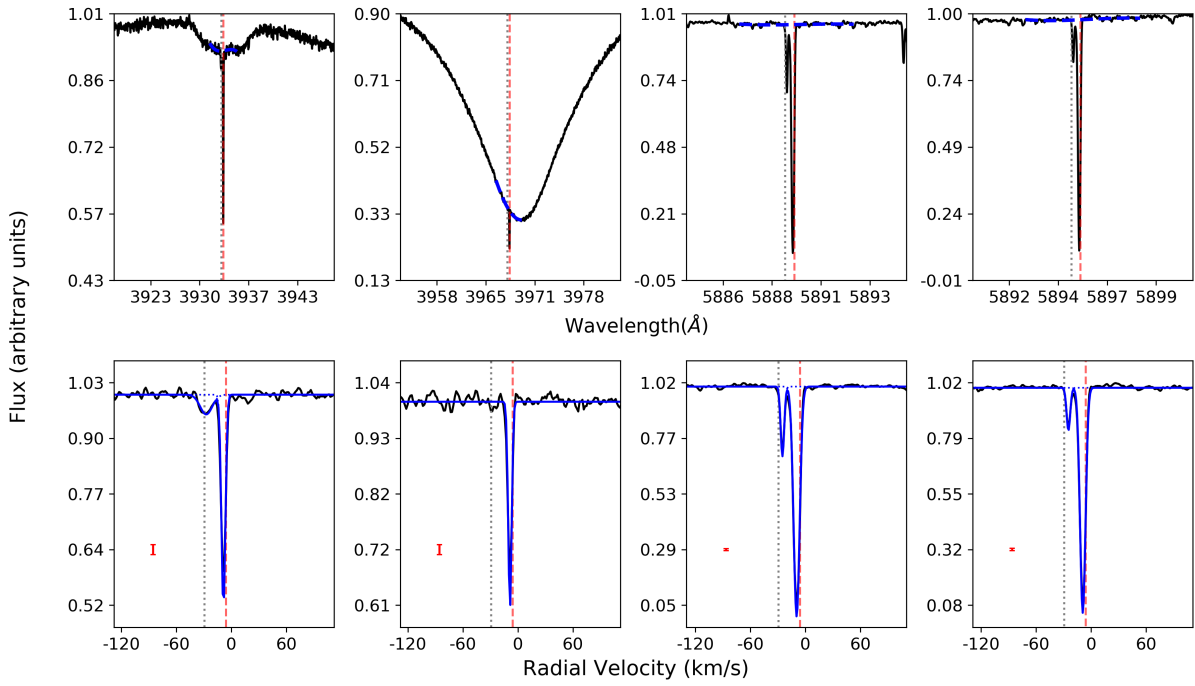 1.01 0.90 1.01 1.00
0.86 0.71 0.74 0.74
0.72 0.52 0.48 0.49
0.57 0.33 0.21 0.24
0.43 0.13 -0.05 -0.01
3923 3930 3937 3943 3958 3965 3971 3978 5886 5888 5891 5893 5892 5894 5897 5899
Wavelength(Å)
Flux (arbitrary units)
1.03 1.04 1.02 1.02
0.90 0.93 0.77 0.79
0.77 0.82 0.53 0.55
0.64 0.72 0.29 0.32
0.52 0.61 0.05 0.08
-120 -60 0 60 -120 -60 0 60 -120 -60 0 60 -120 -60 0 60
Radial Velocity (km/s)